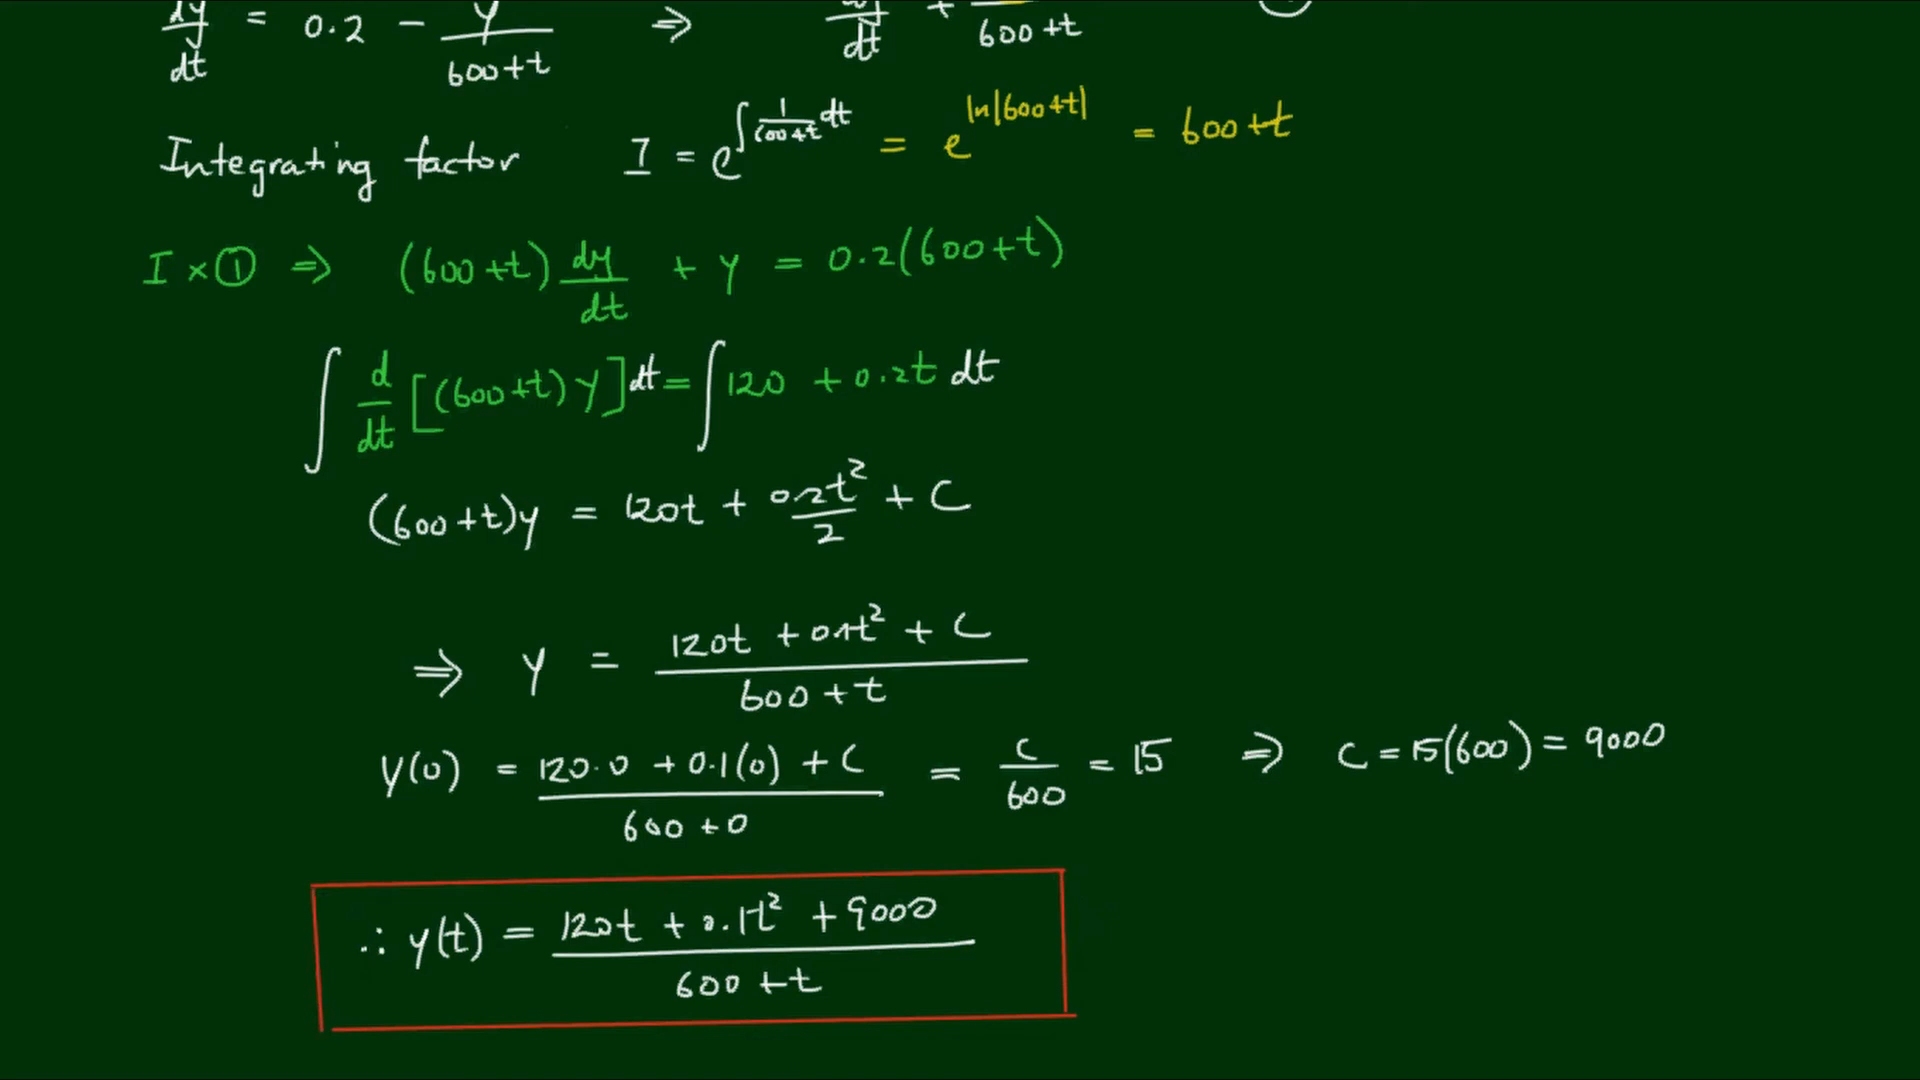 dy/dt = 0.2 - y/(600+t) ⇒ dy/dt + /(600+t)
Integrating factor I = e^(∫ 1/(600+t) dt) = e^(ln|600+t|) = 600+t
I × ① ⇒ (600+t) dy/dt + y = 0.2(600+t)
∫ d/dt [(600+t) y] dt = ∫ 120 + 0.2t dt
(600+t)y = 120t + 0.2t²/2 + C
⇒ y = (120t + 0.1t² + C)/(600+t)
y(0) = (120·0 + 0.1(0) + C)/(600+0) = C/600 = 15 ⇒ C = 15(600) = 9000
∴ y(t) = (120t + 0.1t² + 9000)/(600+t)